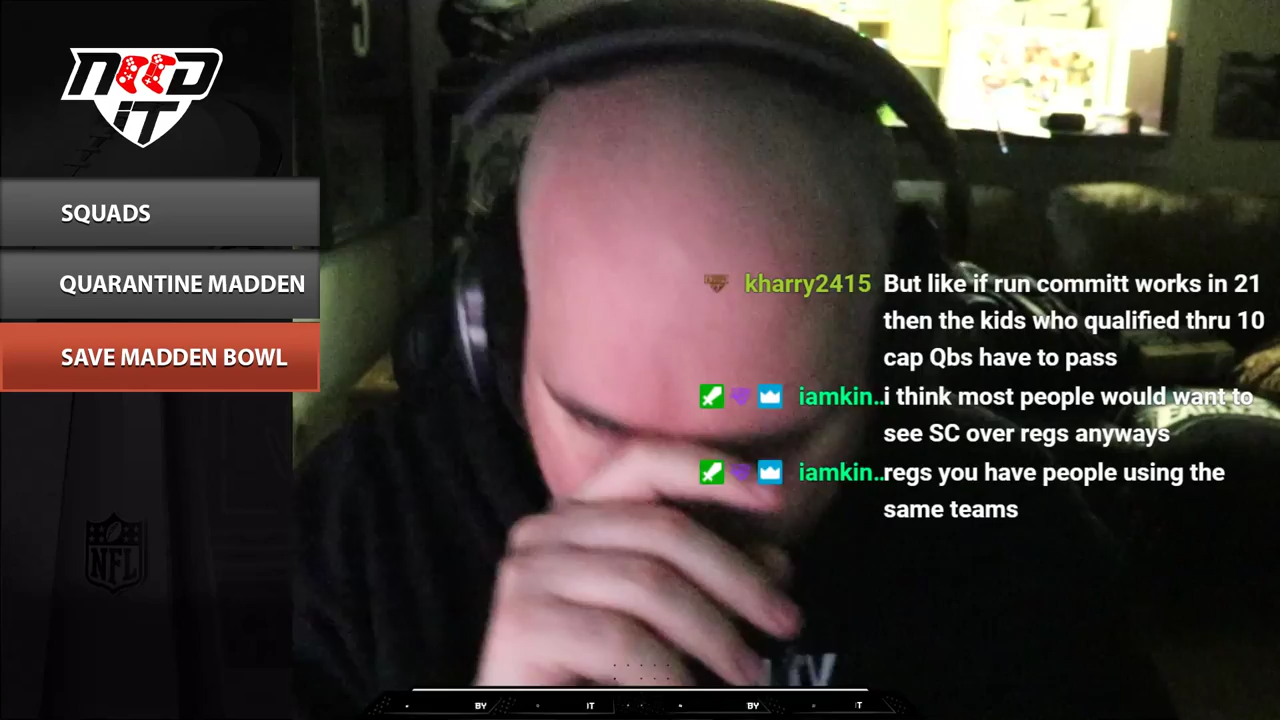 IT
SQUADS
QUARANTINE MADDEN
SAVE MADDEN BOWL
NFL
kharry2415 But like if run committ works in 21
then the kids who qualified thru 10
cap Qbs have to pass
iamkin.. i think most people would want to
see SC over regs anyways
iamkin.. regs you have people using the
same teams
BY IT BY IT